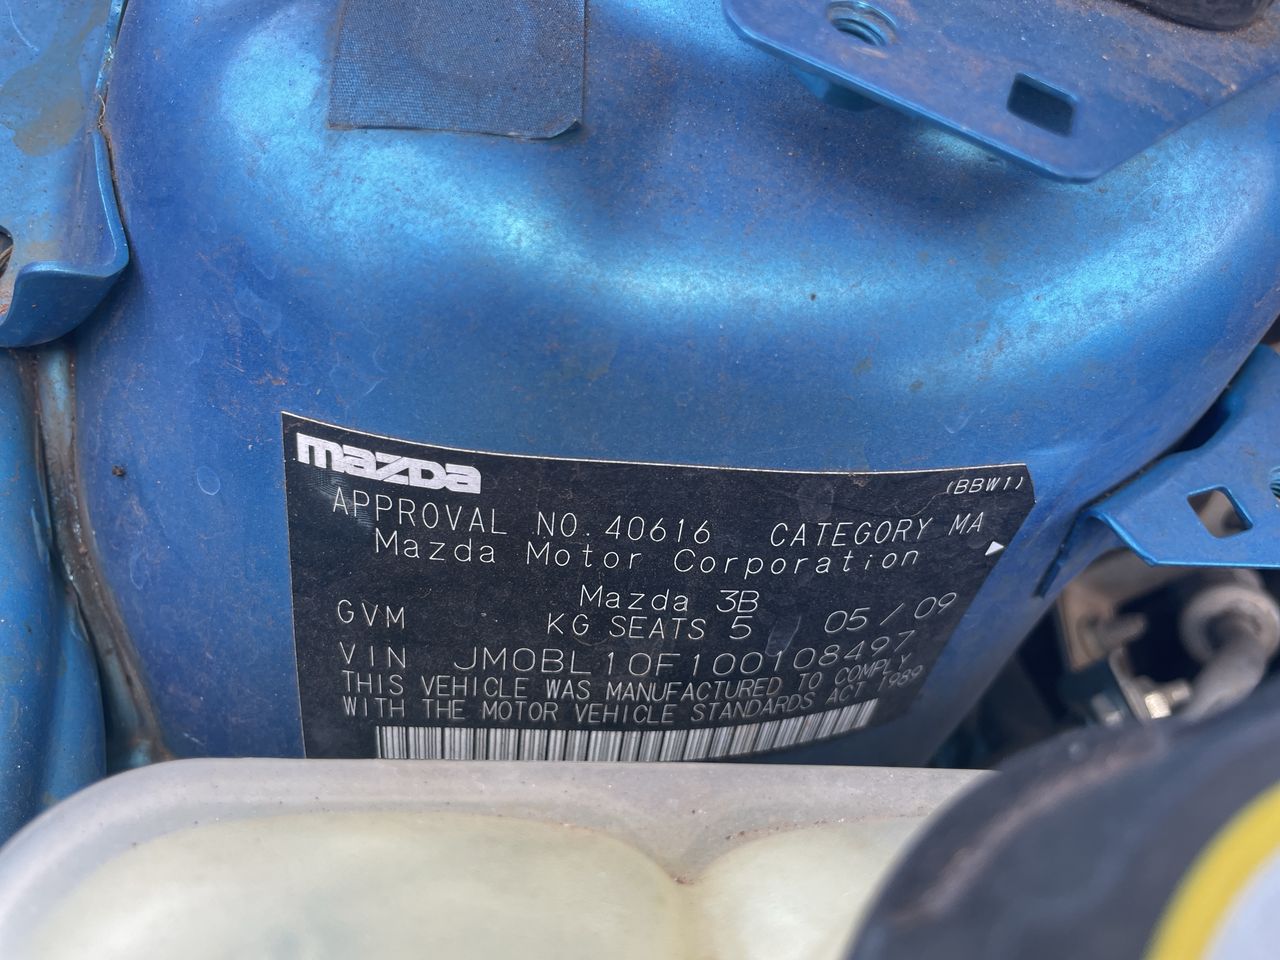 mazda
(BBW1)
APPROVAL NO. 40616 CATEGORY MA
Mazda Motor Corporation
Mazda 3B
GVM KG SEATS 5 05/09
VIN JM0BL10F100108497
THIS VEHICLE WAS MANUFACTURED TO COMPLY
WITH THE MOTOR VEHICLE STANDARDS ACT 1989